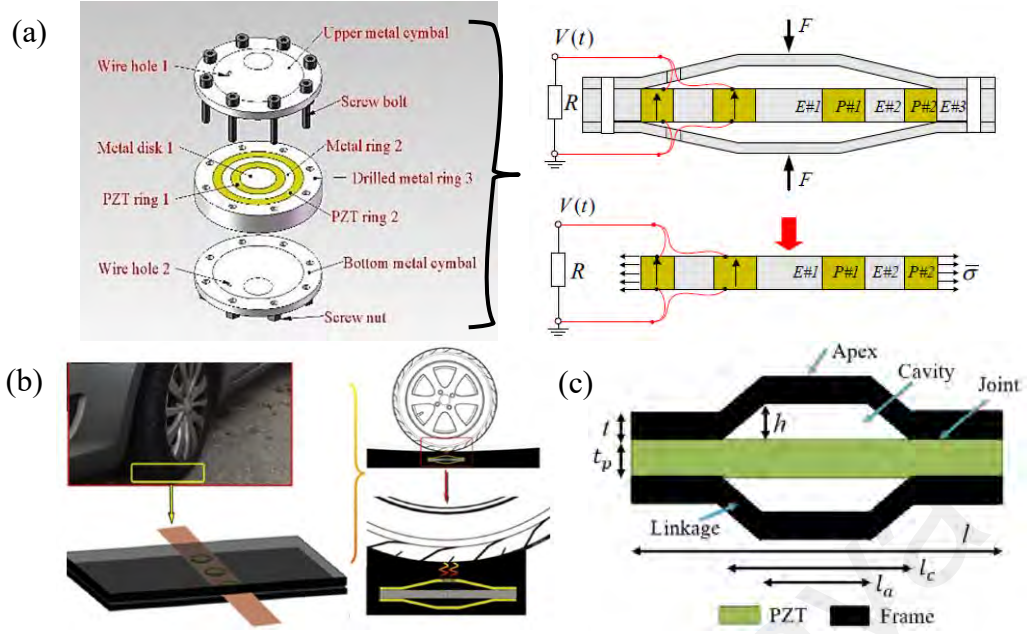 (a)
Upper metal cymbal
Wire hole 1
Screw bolt
Metal disk 1
Metal ring 2
Drilled metal ring 3
PZT ring 1
PZT ring 2
Wire hole 2
Bottom metal cymbal
Screw nut
F
V(t)
R
E#1 P#1 E#2 P#2 E#3
F
V(t)
R
E#1 P#1 E#2 P#2
σ̅
(b)
(c)
Apex
Cavity
Joint
t
h
t_p
Linkage
l
l_c
l_a
PZT
Frame